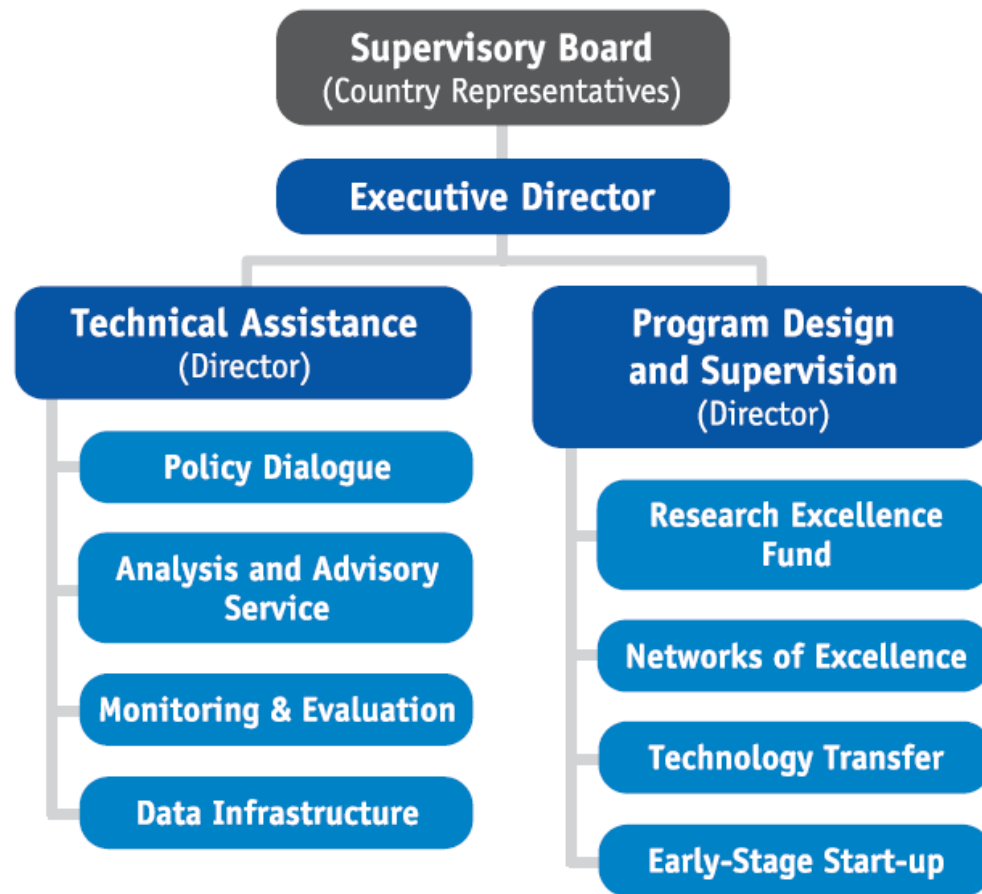 Supervisory Board
(Country Representatives)
Executive Director
Technical Assistance
(Director)
Policy Dialogue
Analysis and Advisory
Service
Monitoring & Evaluation
Data Infrastructure
Program Design
and Supervision
(Director)
Research Excellence
Fund
Networks of Excellence
Technology Transfer
Early-Stage Start-up